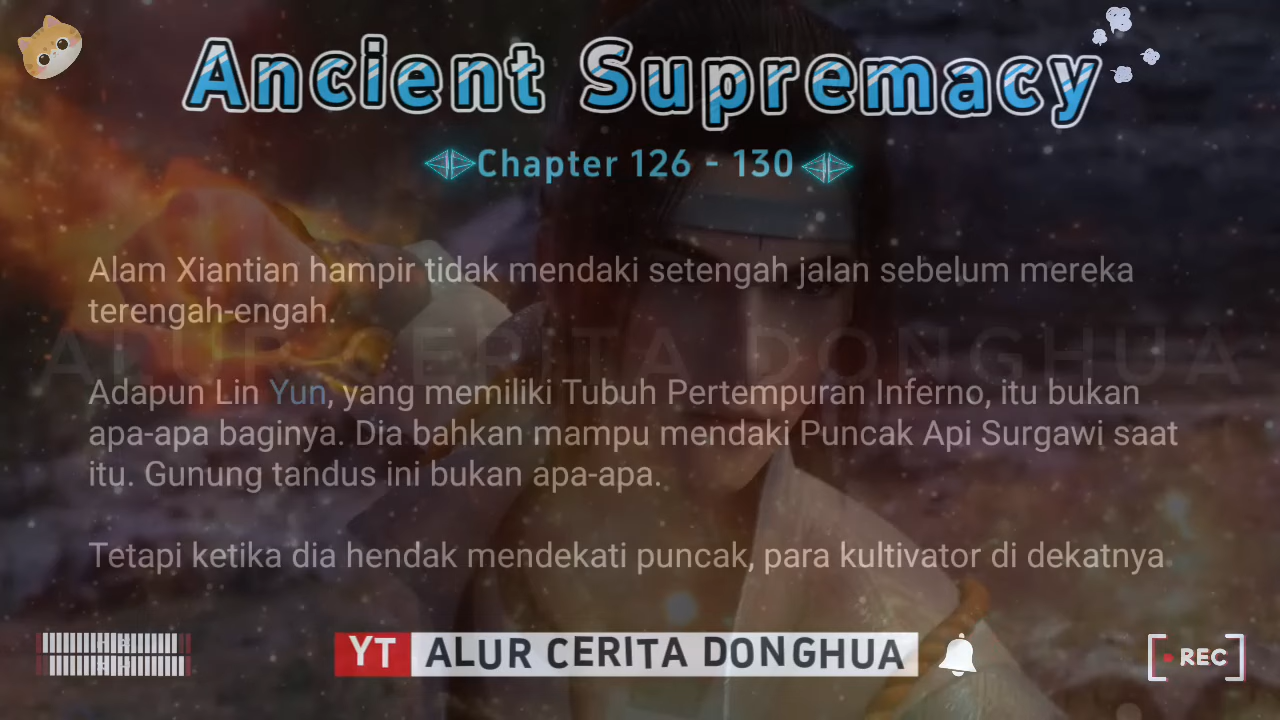 Ancient Supremacy
Chapter 126 - 130
Alam Xiantian hampir tidak mendaki setengah jalan sebelum mereka
terengah-engah.
ALUR CERITA DONGHUA
Adapun Lin Yun, yang memiliki Tubuh Pertempuran Inferno, itu bukan
apa-apa baginya. Dia bahkan mampu mendaki Puncak Api Surgawi saat
itu. Gunung tandus ini bukan apa-apa.
Tetapi ketika dia hendak mendekati puncak, para kultivator di dekatnya
YT ALUR CERITA DONGHUA
REC